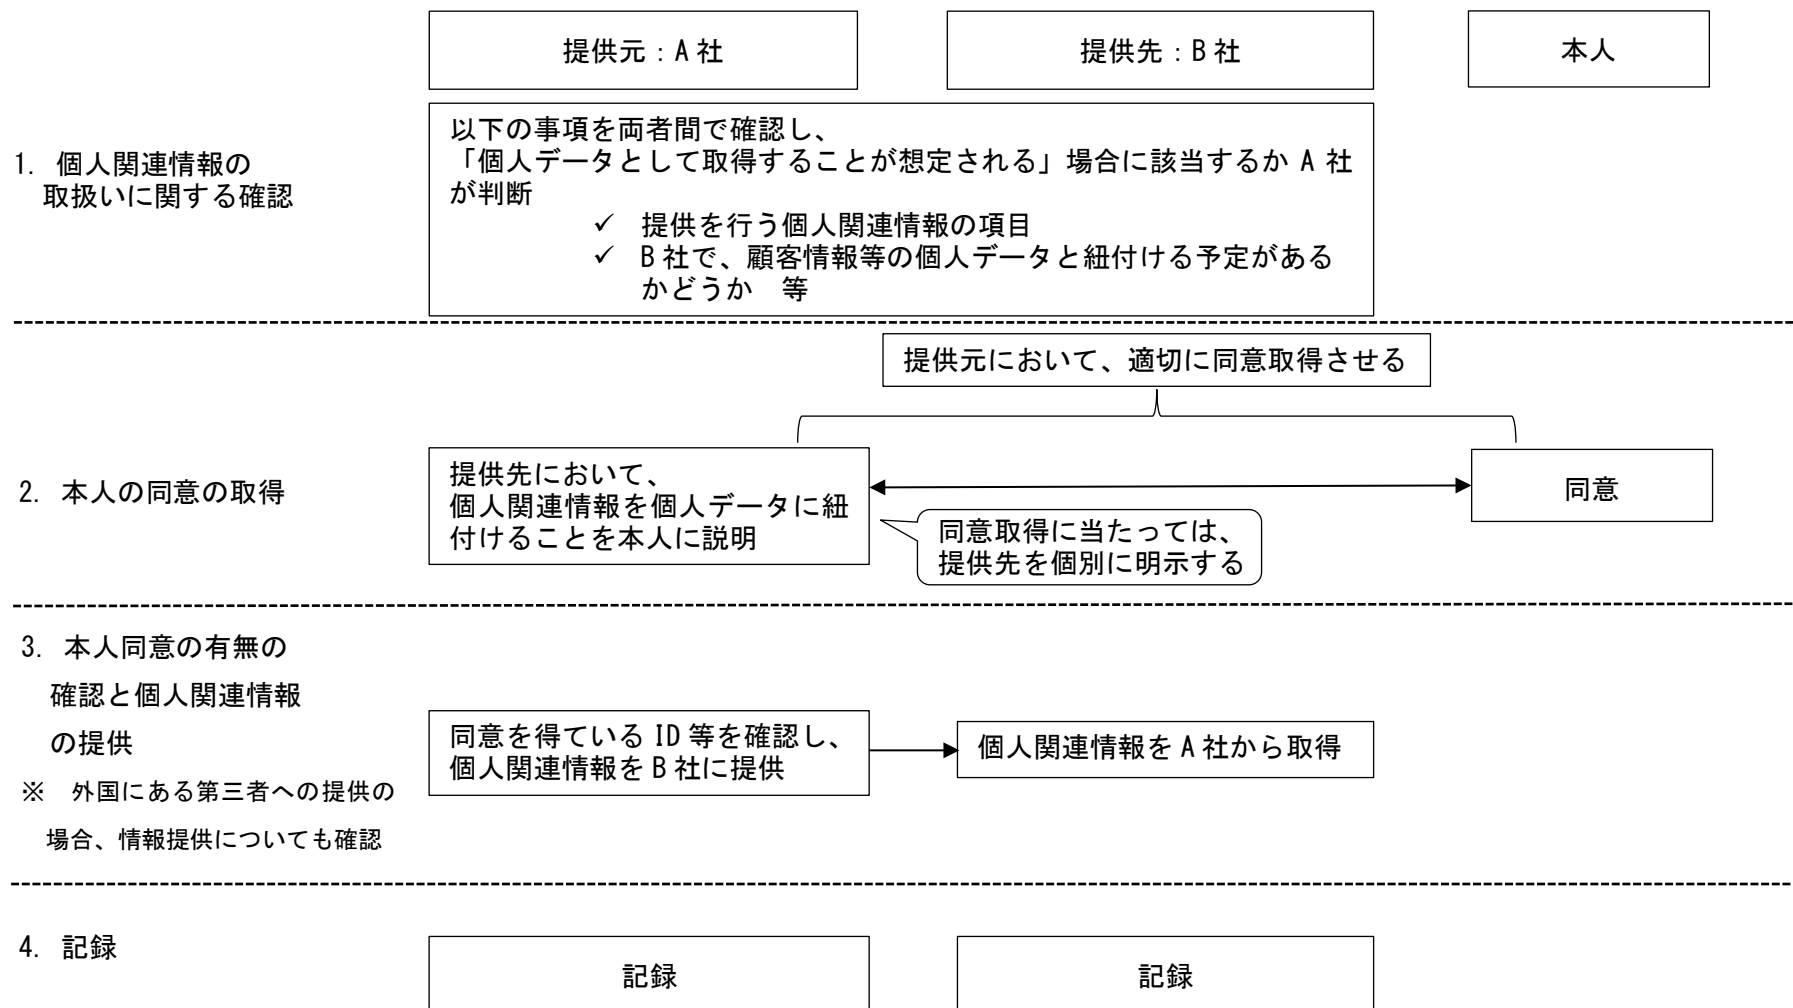 提供元：A 社
提供先：B 社
本人
1. 個人関連情報の
取扱いに関する確認
以下の事項を両者間で確認し、
「個人データとして取得することが想定される」場合に該当するか A 社
が判断
✓ 提供を行う個人関連情報の項目
✓ B 社で、顧客情報等の個人データと紐付ける予定がある
かどうか 等
提供元において、適切に同意取得させる
2. 本人の同意の取得
提供先において、
個人関連情報を個人データに紐
付けることを本人に説明
同意
同意取得に当たっては、
提供先を個別に明示する
3. 本人同意の有無の
確認と個人関連情報
の提供
※ 外国にある第三者への提供の
場合、情報提供についても確認
同意を得ている ID 等を確認し、
個人関連情報を B 社に提供
個人関連情報を A 社から取得
4. 記録
記録
記録